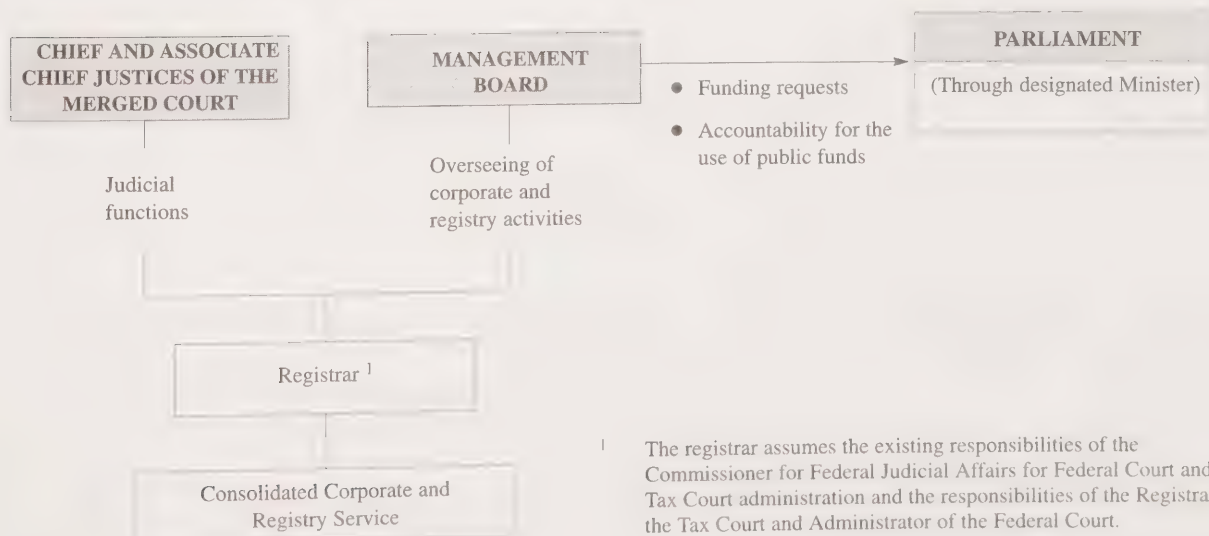 CHIEF AND ASSOCIATE
CHIEF JUSTICES OF THE
MERGED COURT
Judicial
functions
MANAGEMENT
BOARD
Overseeing of
corporate and
registry activities
● Funding requests
● Accountability for the
use of public funds
PARLIAMENT
(Through designated Minister)
Registrar 1
Consolidated Corporate and
Registry Service
1 The registrar assumes the existing responsibilities of the
Commissioner for Federal Judicial Affairs for Federal Court and
Tax Court administration and the responsibilities of the
the Tax Court and Administrator of the Federal Court.